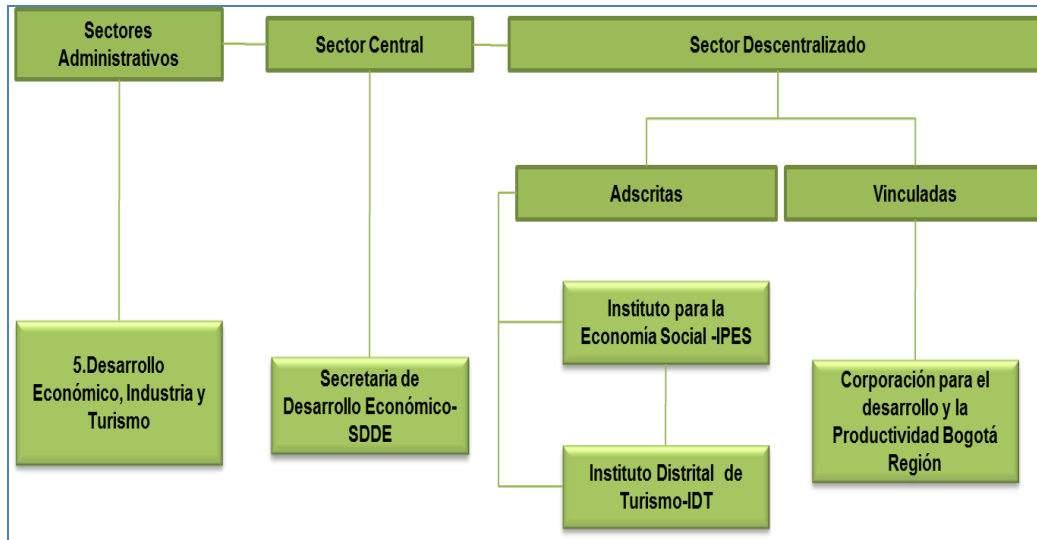 Sectores
Administrativos
Sector Central
Sector Descentralizado
Adscritas
Vinculadas
Instituto para la
Economía Social -IPES
5.Desarrollo
Económico, Industria y
Turismo
Secretaria de
Desarrollo Económico-
SDDE
Corporación para el
desarrollo y la
Productividad Bogotá
Región
Instituto Distrital de
Turismo-IDT